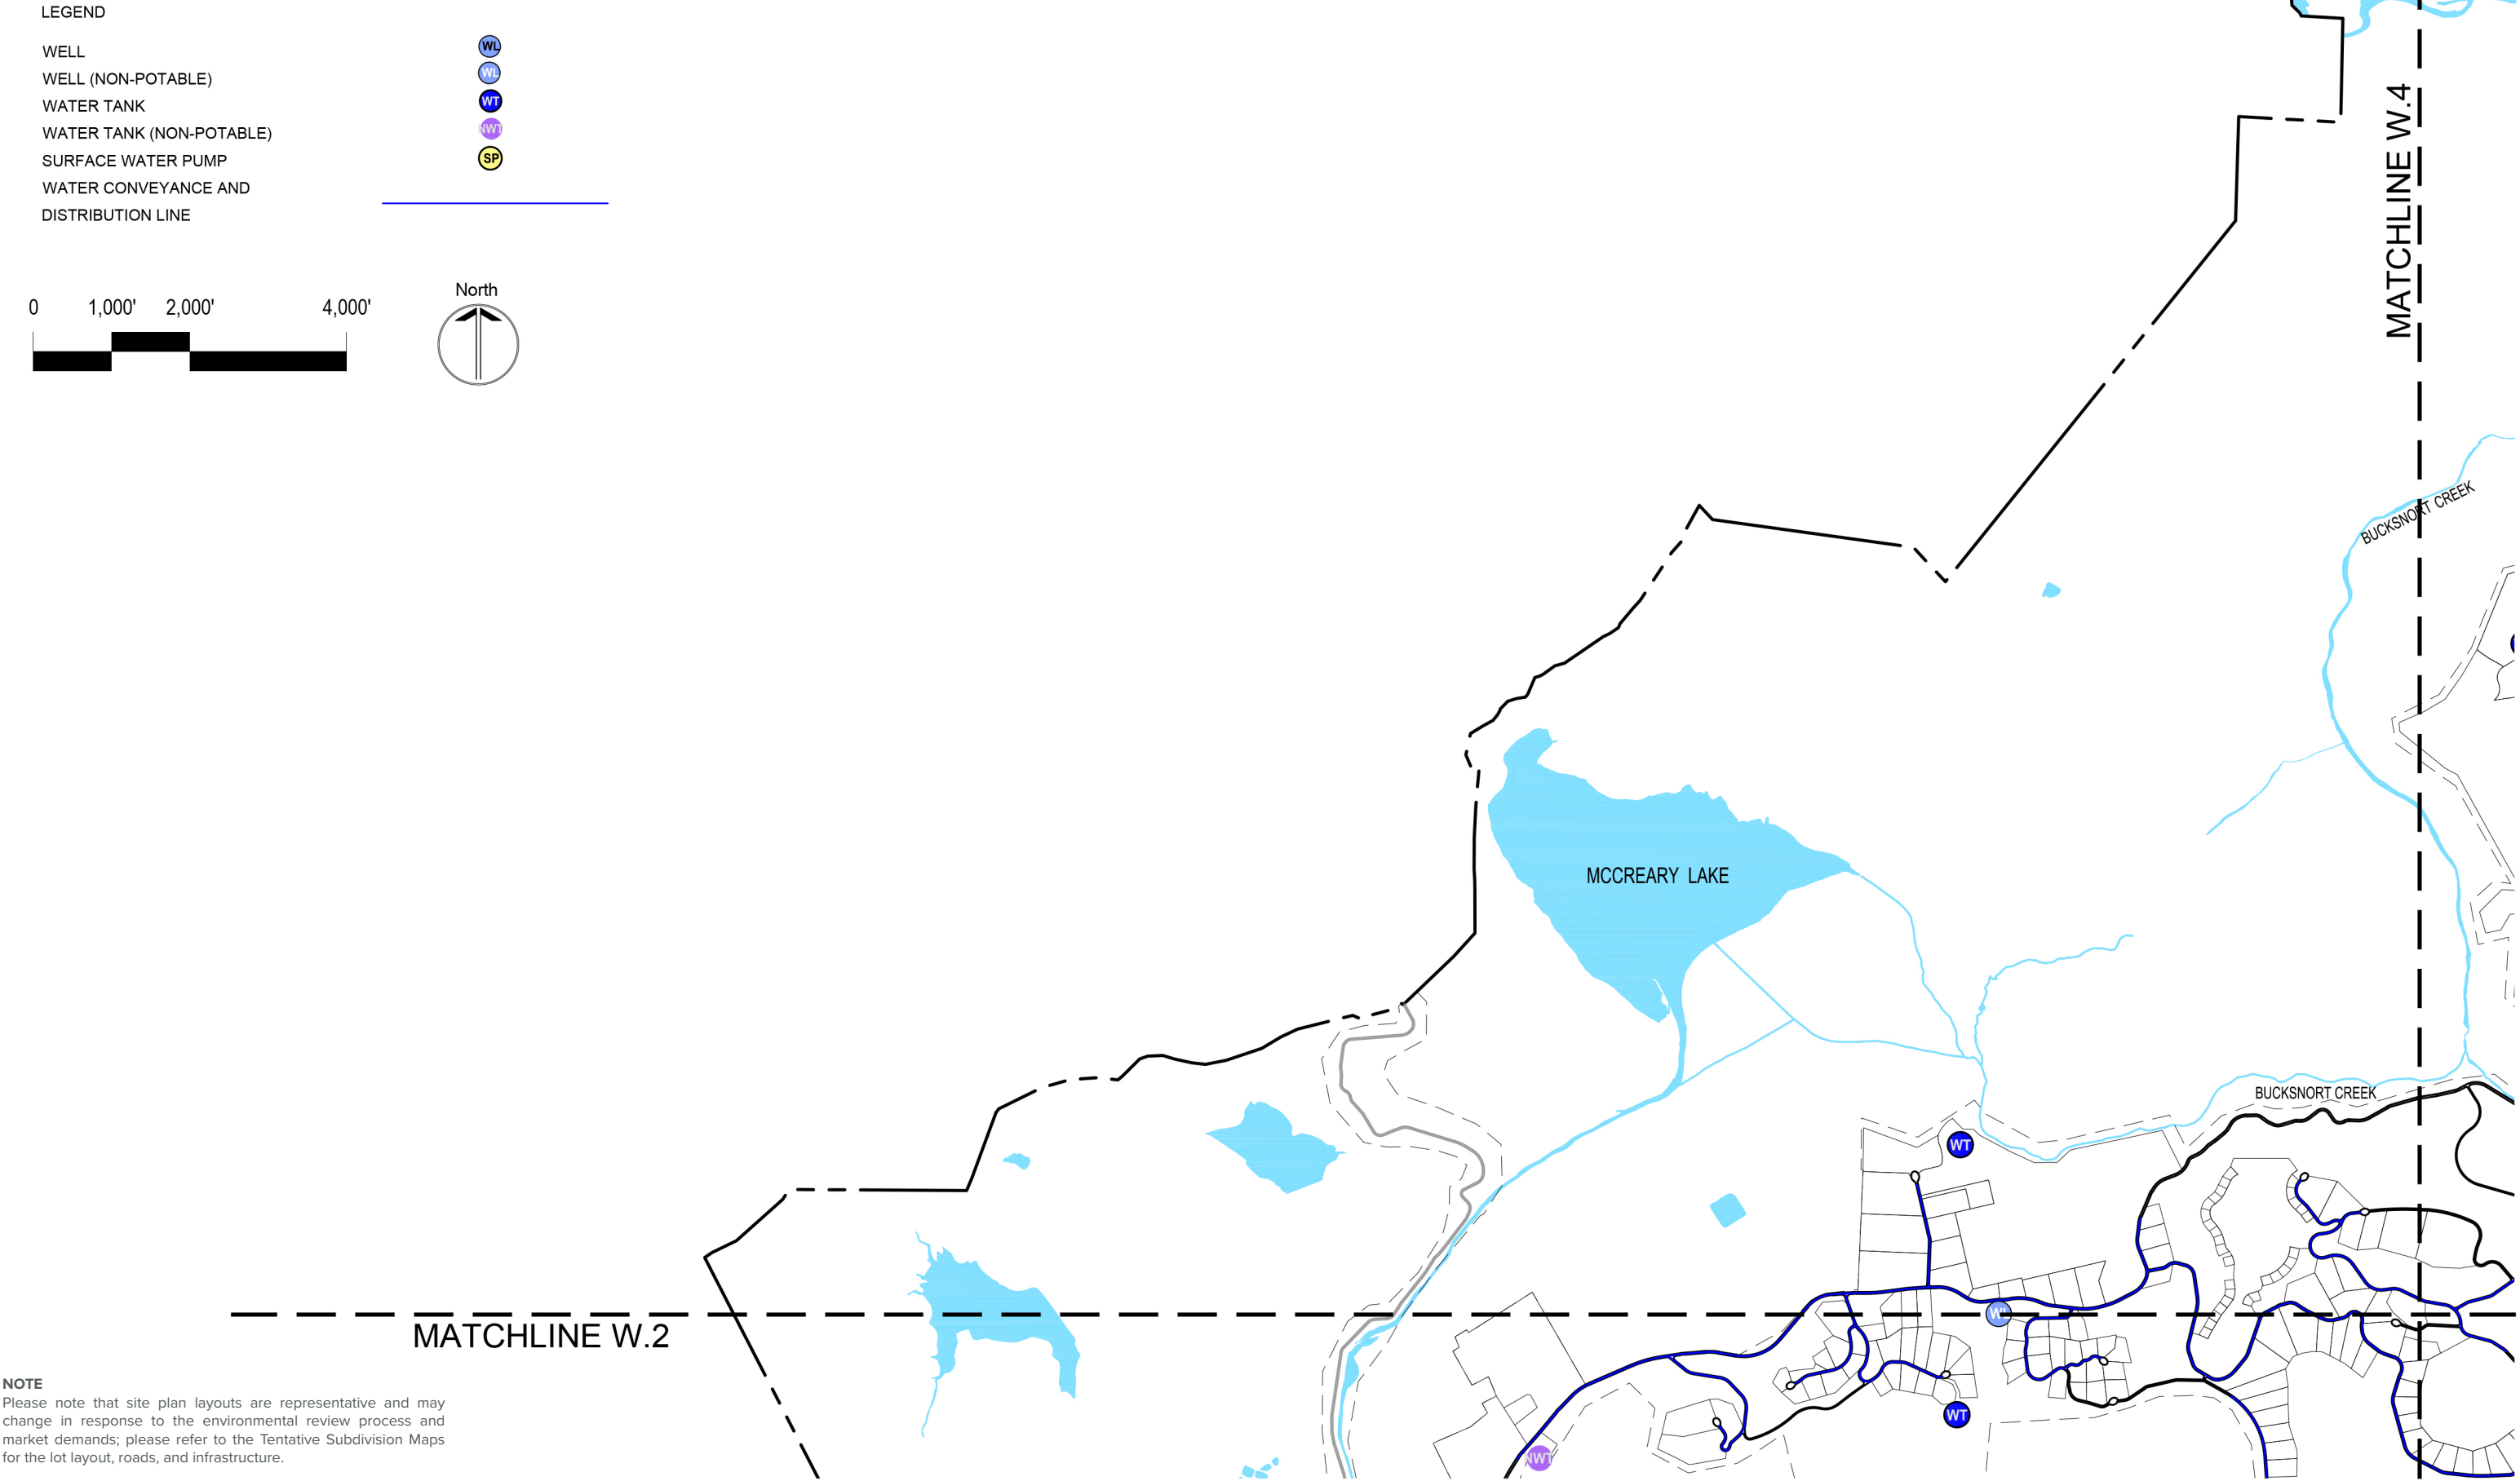 LEGEND
WELL
WL
WELL (NON-POTABLE)
WL
WATER TANK
WT
WATER TANK (NON-POTABLE)
NWT
SURFACE WATER PUMP
SP
WATER CONVEYANCE AND
DISTRIBUTION LINE
0 1,000' 2,000' 4,000'
North
MATCHLINE W.4
BUCKSNORT CREEK
MCCREARY LAKE
BUCKSNORT CREEK
WT
WL
MATCHLINE W.2
WT
NWT
NOTE
Please note that site plan layouts are representative and may
change in response to the environmental review process and
market demands; please refer to the Tentative Subdivision Maps
for the lot layout, roads, and infrastructure.